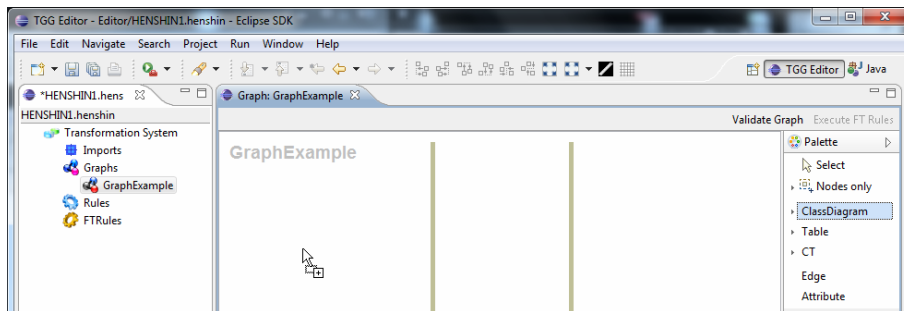 TGG Editor - Editor/HENSHIN1.henshin - Eclipse SDK
File Edit Navigate Search Project Run Window Help
TGG Editor Java
*HENSHIN1.hens Graph: GraphExample
HENSHIN1.henshin
Validate Graph Execute FT Rules
Transformation System
Imports
Graphs
GraphExample
Rules
FTRules
GraphExample
Palette
Select
Nodes only
ClassDiagram
Table
CT
Edge
Attribute